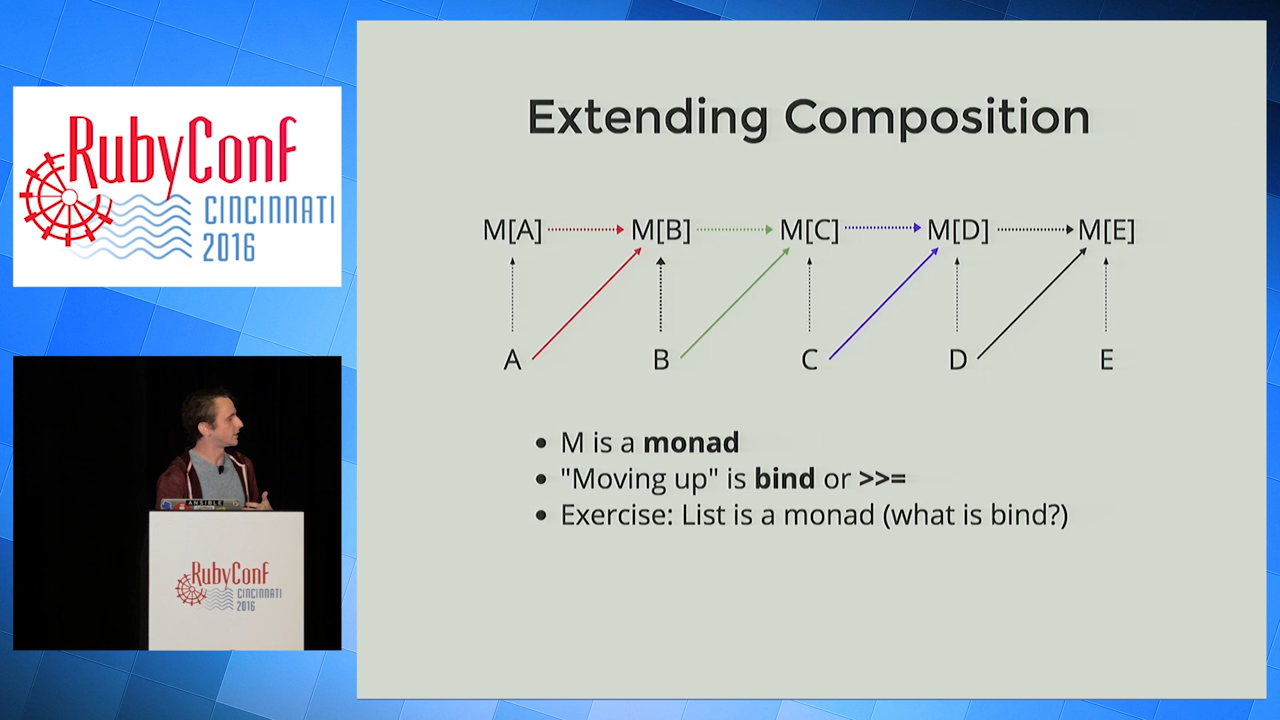 RubyConf
CINCINNATI
2016
Extending Composition
M[A] M[B] M[C] M[D] M[E]
A B C D E
• M is a monad
• "Moving up" is bind or >>=
• Exercise: List is a monad (what is bind?)
ANSIBLE
RubyConf
CINCINNATI
2016